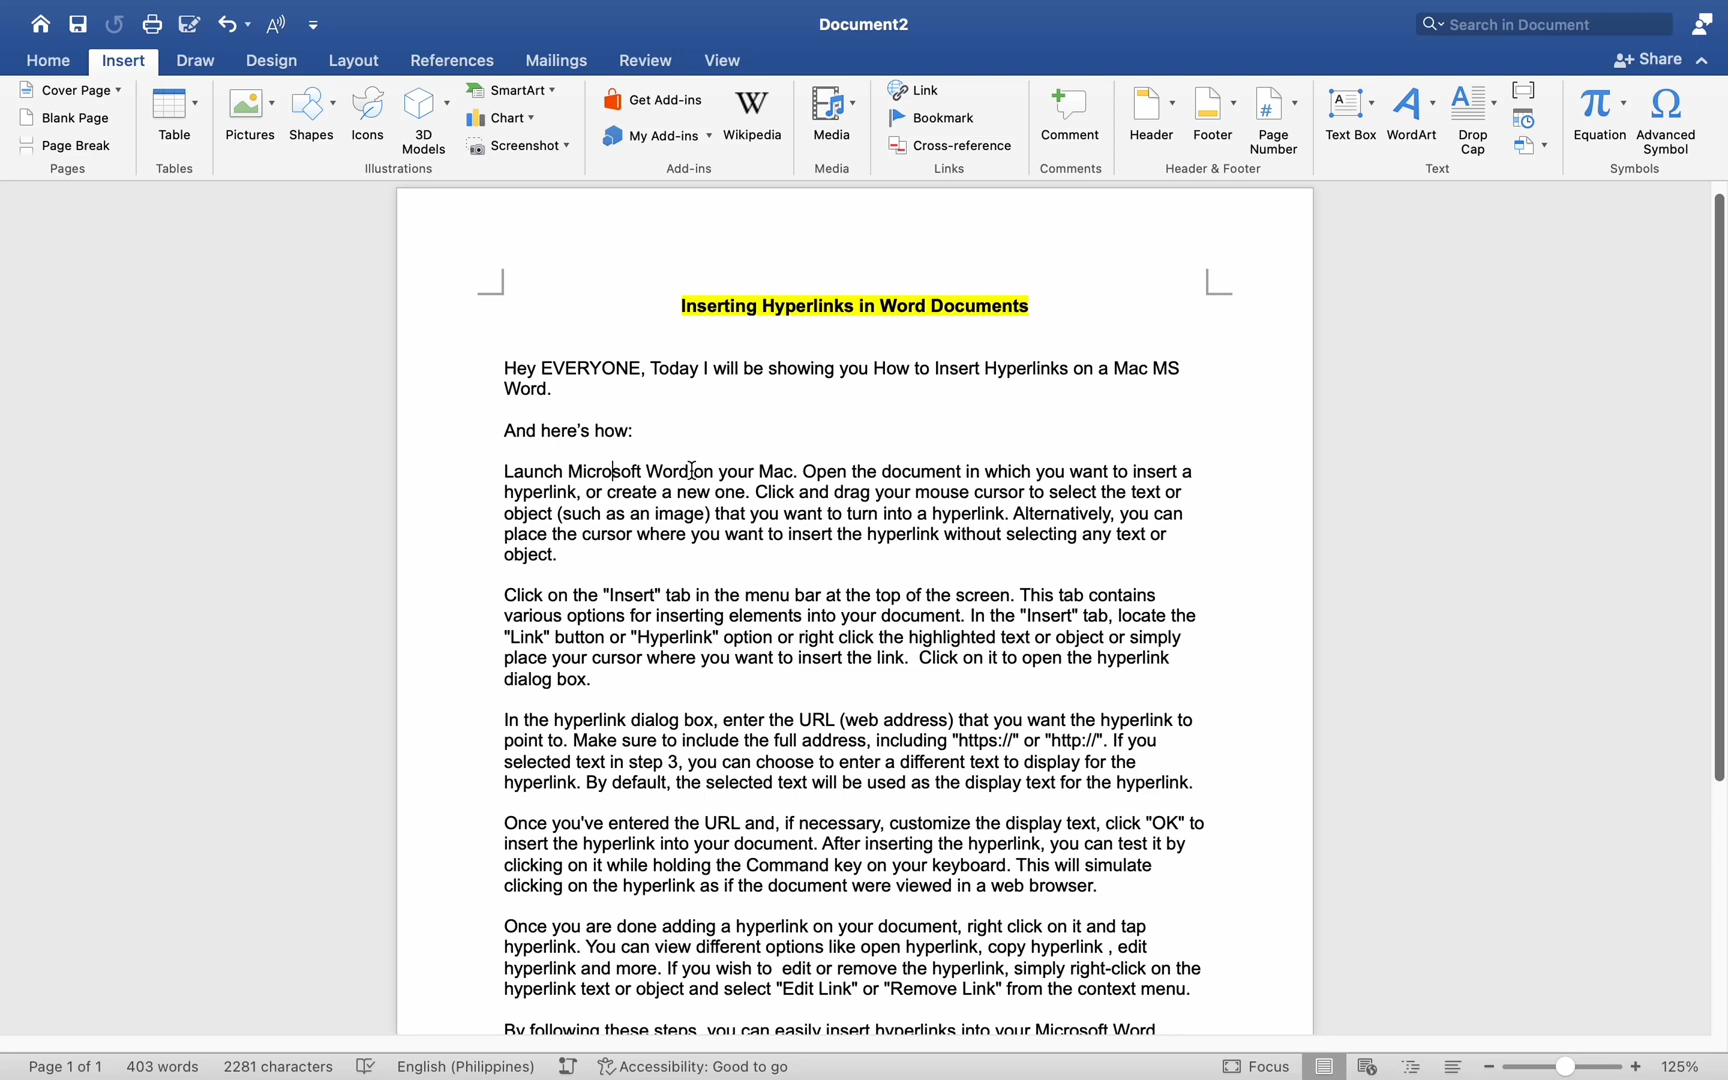 Document2
Search in Document
Home Insert Draw Design Layout References Mailings Review View Share
Cover Page
Blank Page
Page Break
Pages
Table
Tables
Pictures
Shapes
Icons
3D
Models
SmartArt
Chart
Screenshot
Illustrations
Get Add-ins
My Add-ins
Wikipedia
Add-ins
Media
Media
Link
Bookmark
Cross-reference
Links
Comment
Comments
Header
Footer
Page
Number
Header & Footer
Text Box
WordArt
Drop
Cap
Text
Equation
Advanced
Symbol
Symbols
Inserting Hyperlinks in Word Documents
Hey EVERYONE, Today I will be showing you How to Insert Hyperlinks on a Mac MS
Word.
And here's how:
Launch Microsoft Word on your Mac. Open the document in which you want to insert a
hyperlink, or create a new one. Click and drag your mouse cursor to select the text or
object (such as an image) that you want to turn into a hyperlink. Alternatively, you can
place the cursor where you want to insert the hyperlink without selecting any text or
object.
Click on the "Insert" tab in the menu bar at the top of the screen. This tab contains
various options for inserting elements into your document. In the "Insert" tab, locate the
"Link" button or "Hyperlink" option or right click the highlighted text or object or simply
place your cursor where you want to insert the link.  Click on it to open the hyperlink
dialog box.
In the hyperlink dialog box, enter the URL (web address) that you want the hyperlink to
point to. Make sure to include the full address, including "https://" or "http://". If you
selected text in step 3, you can choose to enter a different text to display for the
hyperlink. By default, the selected text will be used as the display text for the hyperlink.
Once you've entered the URL and, if necessary, customize the display text, click "OK" to
insert the hyperlink into your document. After inserting the hyperlink, you can test it by
clicking on it while holding the Command key on your keyboard. This will simulate
clicking on the hyperlink as if the document were viewed in a web browser.
Once you are done adding a hyperlink on your document, right click on it and tap
hyperlink. You can view different options like open hyperlink, copy hyperlink , edit
hyperlink and more. If you wish to  edit or remove the hyperlink, simply right-click on the
hyperlink text or object and select "Edit Link" or "Remove Link" from the context menu.
By following these steps, you can easily insert hyperlinks into your Microsoft Word
Page 1 of 1 403 words 2281 characters English (Philippines) Accessibility: Good to go Focus 125%